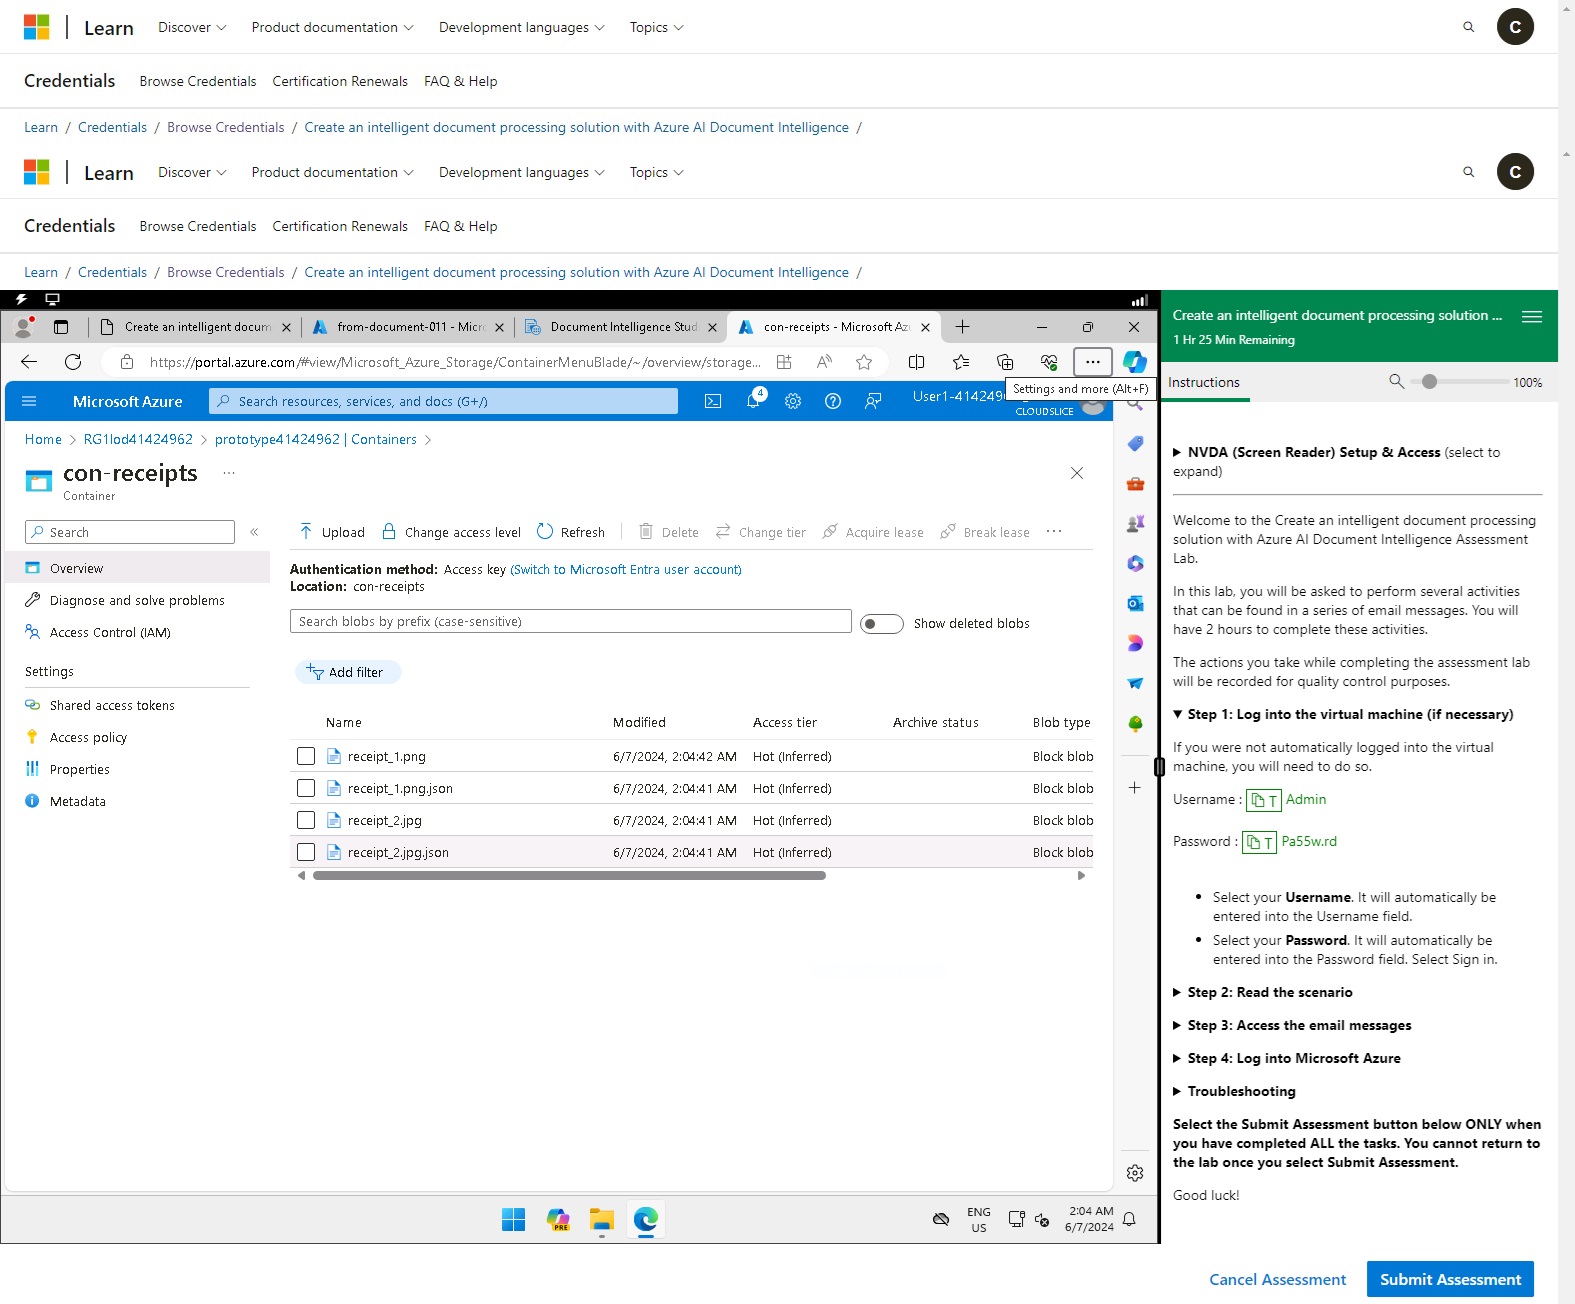 Learn Discover Product documentation Development languages Topics C
Credentials Browse Credentials Certification Renewals FAQ & Help
Learn / Credentials / Browse Credentials / Create an intelligent document processing solution with Azure AI Document Intelligence /
Learn Discover Product documentation Development languages Topics C
Credentials Browse Credentials Certification Renewals FAQ & Help
Learn / Credentials / Browse Credentials / Create an intelligent document processing solution with Azure AI Document Intelligence /
Create an intelligent docum from-document-011 - Micr Document Intelligence Stud con-receipts - Microsoft Az
https://portal.azure.com/#view/Microsoft_Azure_Storage/ContainerMenuBlade/~/overview/storage...
Settings and more (Alt+F)
Microsoft Azure Search resources, services, and docs (G+/) 4 User1-4142490
CLOUDSLICE
Home > RG1lod41424962 > prototype41424962 | Containers >
con-receipts ...
Container
Search «
Overview
Diagnose and solve problems
Access Control (IAM)
Settings
Shared access tokens
Access policy
Properties
Metadata
Upload Change access level Refresh Delete Change tier Acquire lease Break lease ...
Authentication method: Access key (Switch to Microsoft Entra user account)
Location: con-receipts
Search blobs by prefix (case-sensitive) Show deleted blobs
Add filter
Name Modified Access tier Archive status Blob type
receipt_1.png 6/7/2024, 2:04:42 AM Hot (Inferred) Block blob
receipt_1.png.json 6/7/2024, 2:04:41 AM Hot (Inferred) Block blob
receipt_2.jpg 6/7/2024, 2:04:41 AM Hot (Inferred) Block blob
receipt_2.jpg.json 6/7/2024, 2:04:41 AM Hot (Inferred) Block blob
PRE
ENG
US
2:04 AM
6/7/2024
Create an intelligent document processing solution ...
1 Hr 25 Min Remaining
Instructions 100%
NVDA (Screen Reader) Setup & Access (select to
expand)
Welcome to the Create an intelligent document processing
solution with Azure AI Document Intelligence Assessment
Lab.
In this lab, you will be asked to perform several activities
that can be found in a series of email messages. You will
have 2 hours to complete these activities.
The actions you take while completing the assessment lab
will be recorded for quality control purposes.
Step 1: Log into the virtual machine (if necessary)
If you were not automatically logged into the virtual
machine, you will need to do so.
Username : T Admin
Password : T Pa55w.rd
• Select your Username. It will automatically be
entered into the Username field.
• Select your Password. It will automatically be
entered into the Password field. Select Sign in.
Step 2: Read the scenario
Step 3: Access the email messages
Step 4: Log into Microsoft Azure
Troubleshooting
Select the Submit Assessment button below ONLY when
you have completed ALL the tasks. You cannot return to
the lab once you select Submit Assessment.
Good luck!
Cancel Assessment Submit Assessment